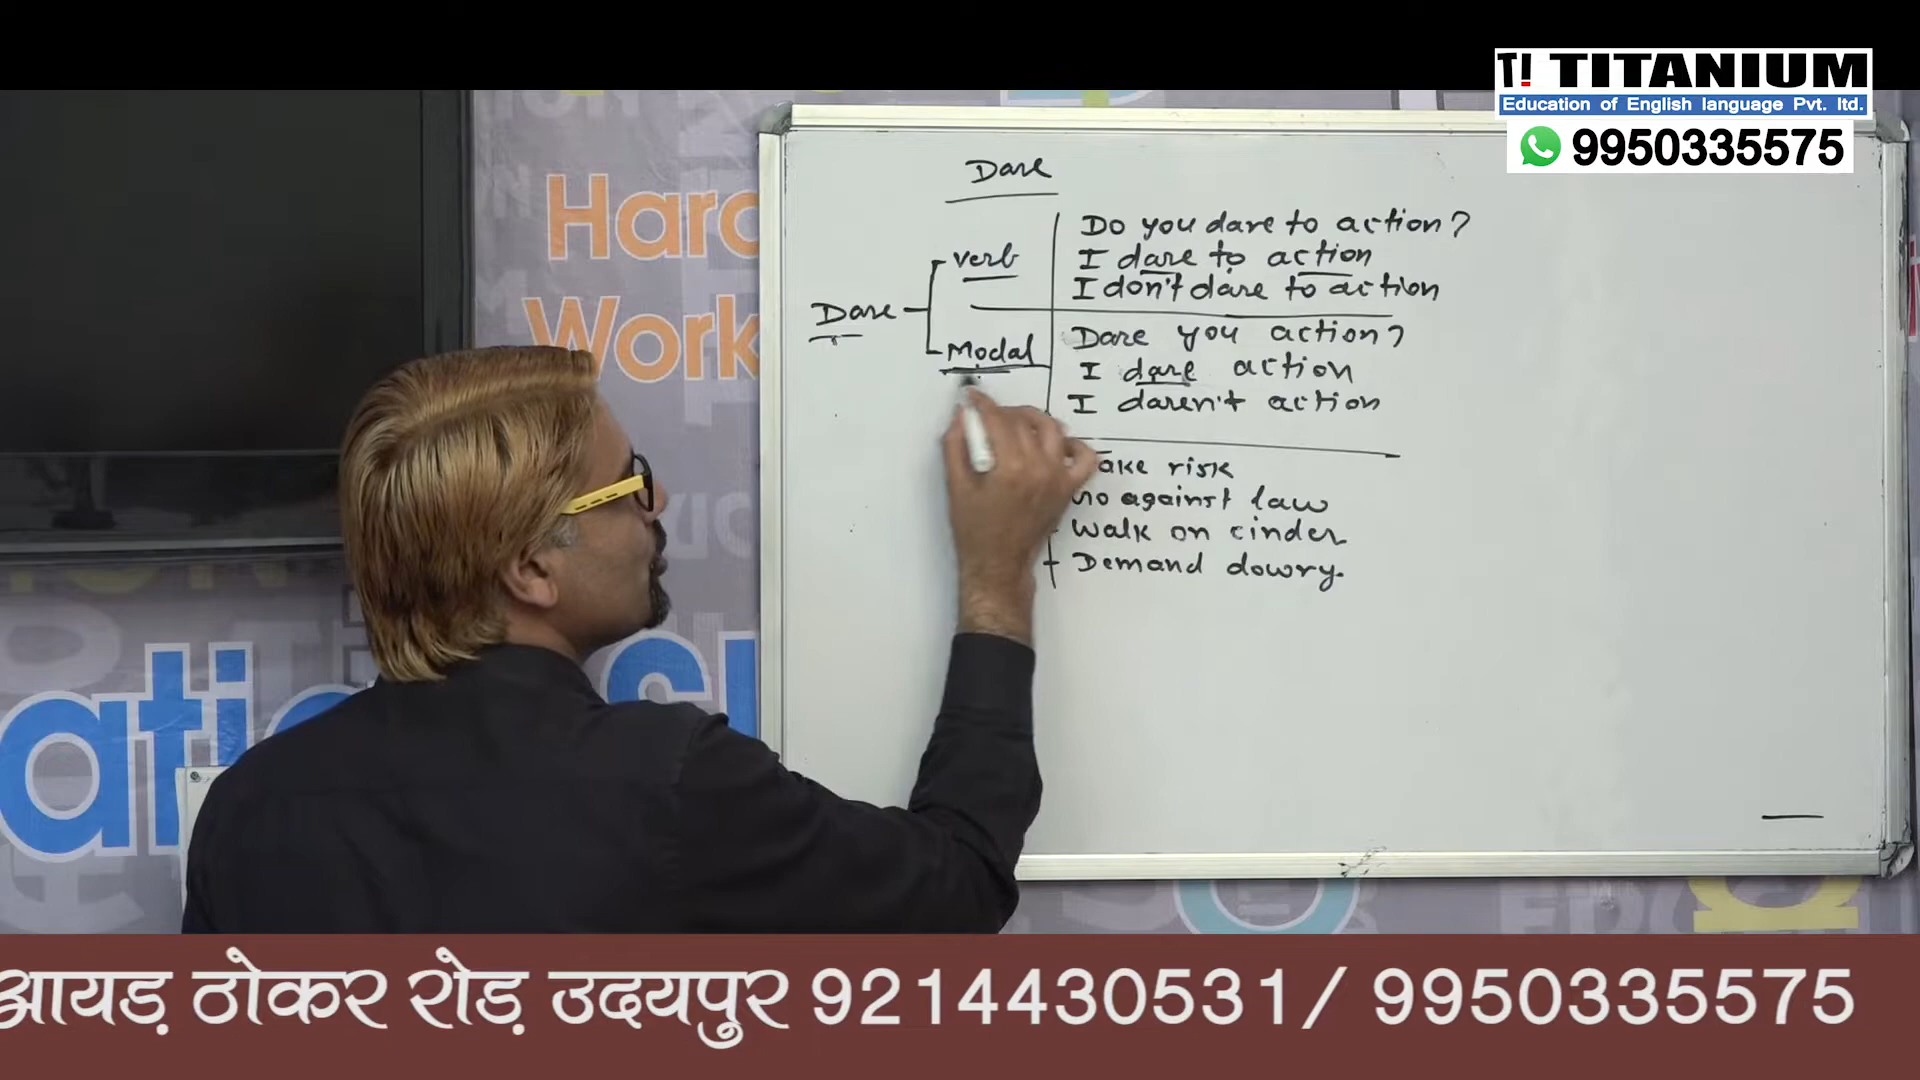 T! TITANIUM
Education of English language Pvt. ltd.
9950335575
Hard
Work
Dare
Dare
verb
Modal
Do you dare to action?
I dare to action
I don't dare to action
Dare you action?
I dare action
I daren't action
risk
against law
Walk on cinder
Demand dowry.
आयड़ ठोकर रोड़ उदयपुर 9214430531/ 9950335575